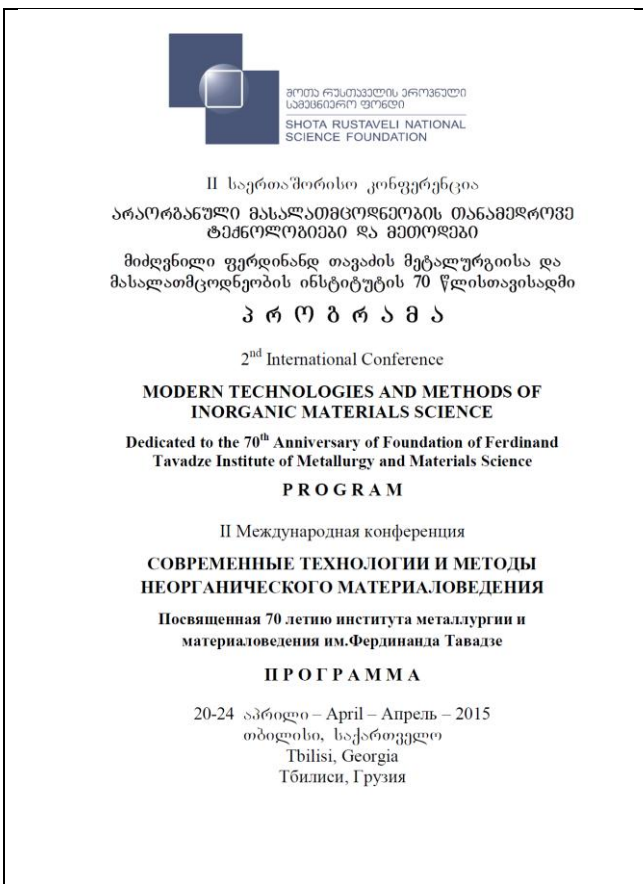 შოთა რუსთაველის ეროვნული
სამეცნიერო ფონდი
SHOTA RUSTAVELI NATIONAL
SCIENCE FOUNDATION
II საერთაშორისო კონფერენცია
არაორგანული მასალათმცოდნეობის თანამედროვე
ტექნოლოგიები და მეთოდები
მიძღვნილი ფერდინანდ თავაძის მეტალურგიისა და
მასალათმცოდნეობის ინსტიტუტის 70 წლისთავისადმი
პ რ ო გ რ ა მ ა
2nd International Conference
MODERN TECHNOLOGIES AND METHODS OF
INORGANIC MATERIALS SCIENCE
Dedicated to the 70th Anniversary of Foundation of Ferdinand
Tavadze Institute of Metallurgy and Materials Science
P R O G R A M
II Международная конференция
СОВРЕМЕННЫЕ ТЕХНОЛОГИИ И МЕТОДЫ
НЕОРГАНИЧЕСКОГО МАТЕРИАЛОВЕДЕНИЯ
Посвященная 70 летию института металлургии и
материаловедения им.Фердинанда Тавадзе
П Р О Г Р А М М А
20-24 აპრილი – April – Апрель – 2015
თბილისი, საქართველო
Tbilisi, Georgia
Тбилиси, Грузия